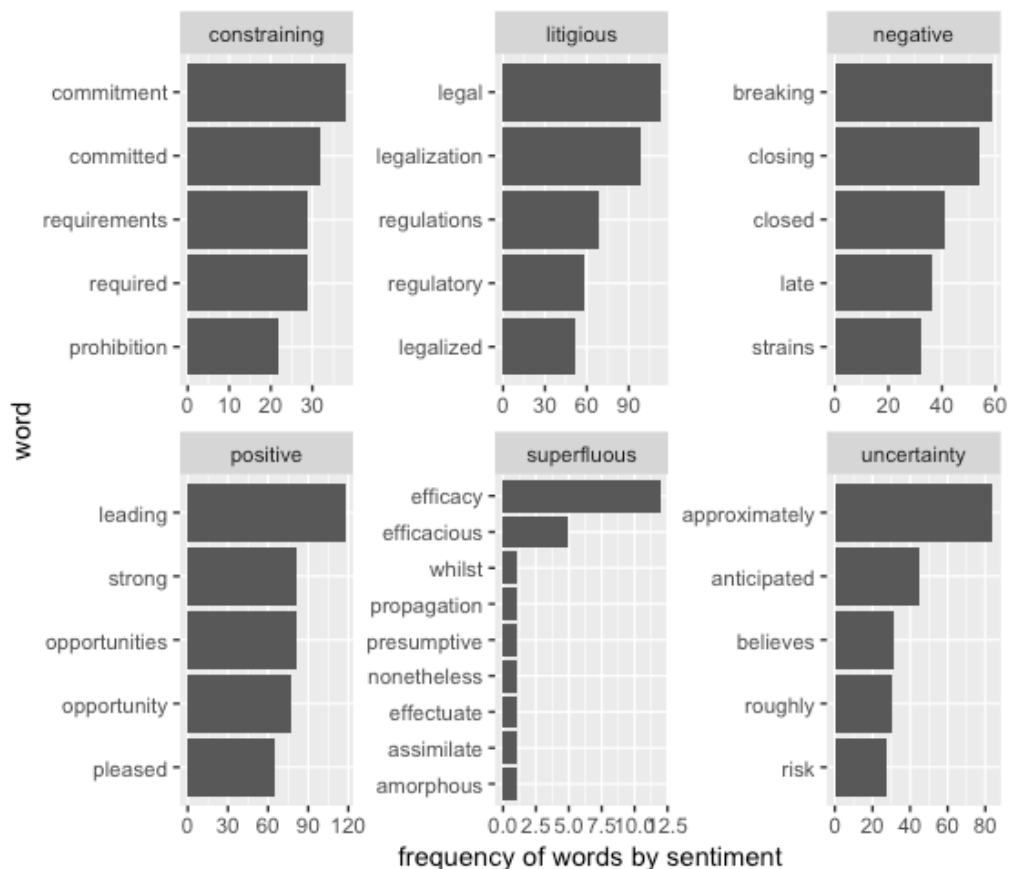 constraining
commitment
committed
requirements
required
prohibition
0 10 20 30
litigious
legal
legalization
regulations
regulatory
legalized
0 30 60 90
negative
breaking
closing
closed
late
strains
0 20 40 60
word
positive
leading
strong
opportunities
opportunity
pleased
0 30 60 90 120
superfluous
efficacy
efficacious
whilst
propagation
presumptive
nonetheless
effectuate
assimilate
amorphous
0.0 2.5 5.0 7.5 10.0 12.5
uncertainty
approximately
anticipated
believes
roughly
risk
0 20 40 60 80
frequency of words by sentiment